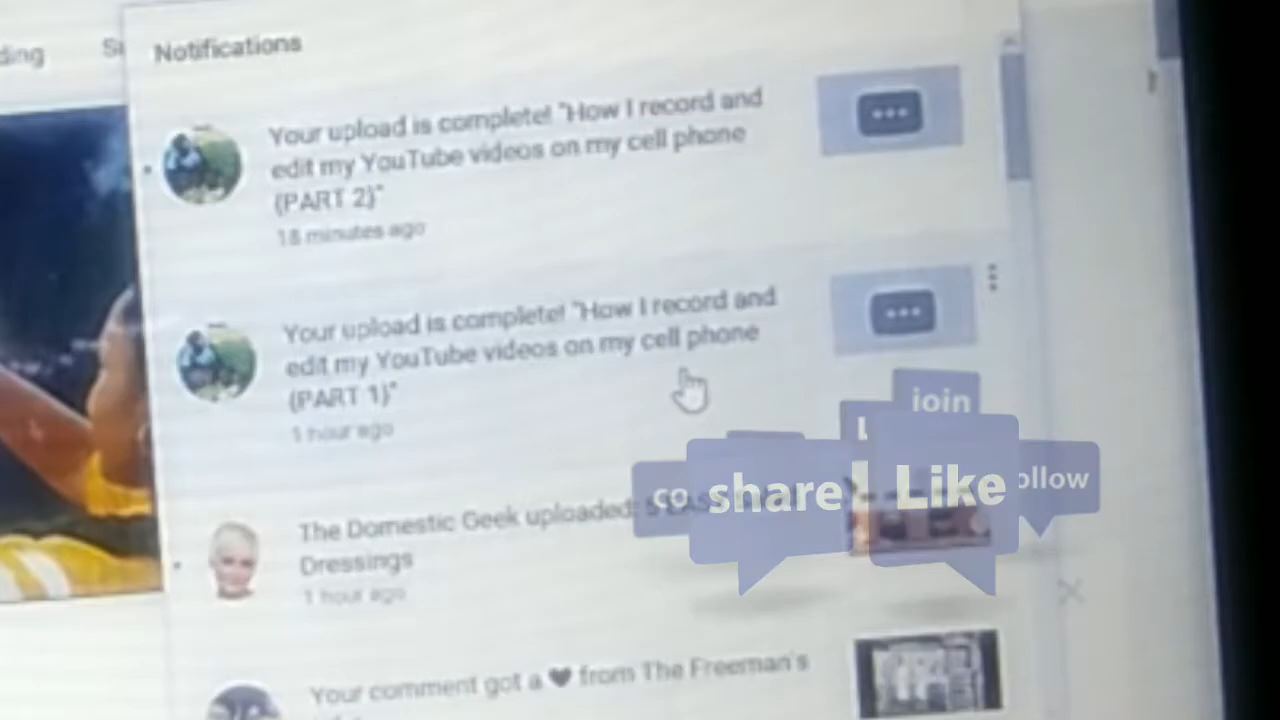 ding
Notifications
Your upload is complete! "How I record and
edit my YouTube videos on my cell phone
(PART 2)"
18 minutes ago
Your upload is complete! "How I record and
edit my YouTube videos on my cell phone
(PART 1)"
1 hour ago
join
L
co
share
Like
ollow
The Domestic Geek uploaded: 5
Dressings
1 hour ago
Your comment got a ♥ from The Freeman's